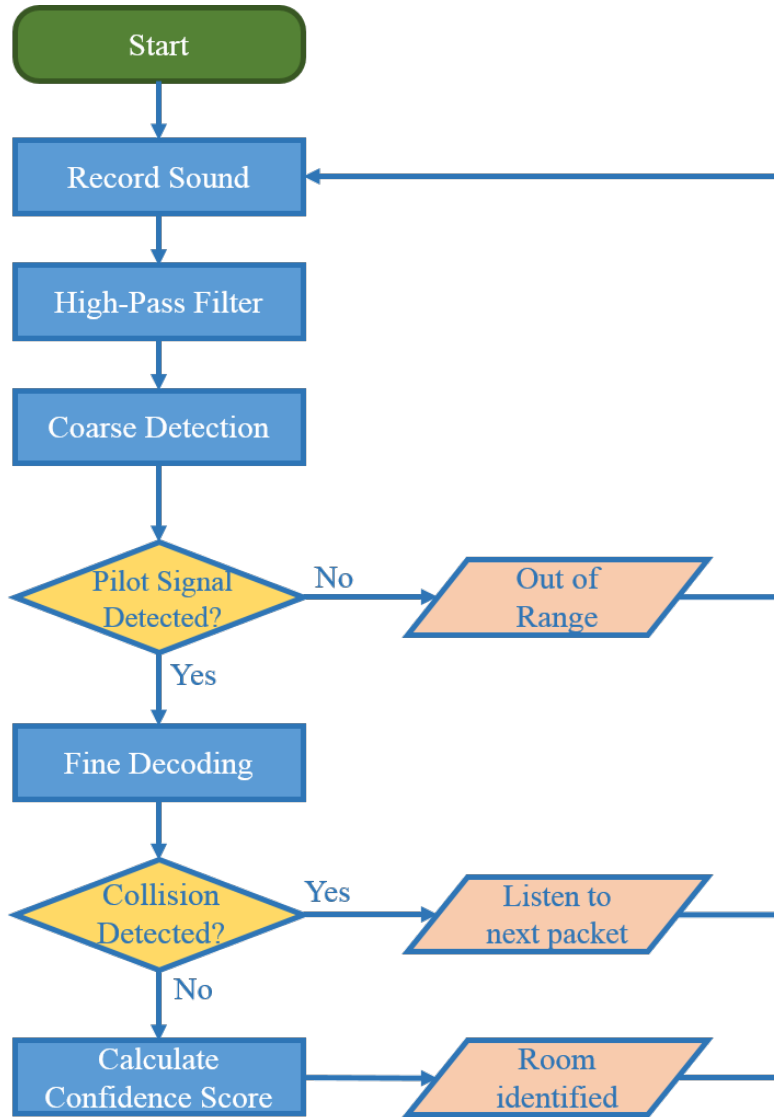 Start
Record Sound
High-Pass Filter
Coarse Detection
Pilot Signal
Detected?
No
Out of
Range
Yes
Fine Decoding
Collision
Detected?
Yes
Listen to
next packet
No
Calculate
Confidence Score
Room
identified